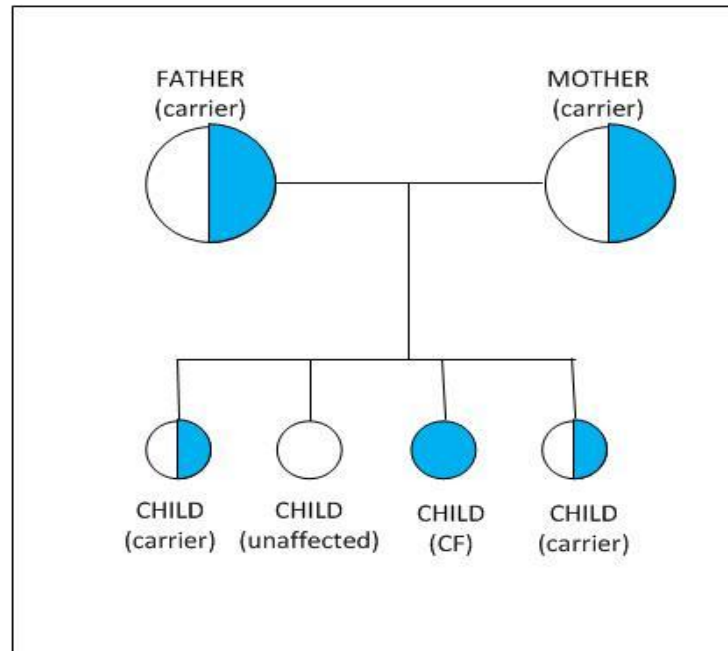 FATHER
(carrier)
MOTHER
(carrier)
CHILD
(carrier)
CHILD
(unaffected)
CHILD
(CF)
CHILD
(carrier)